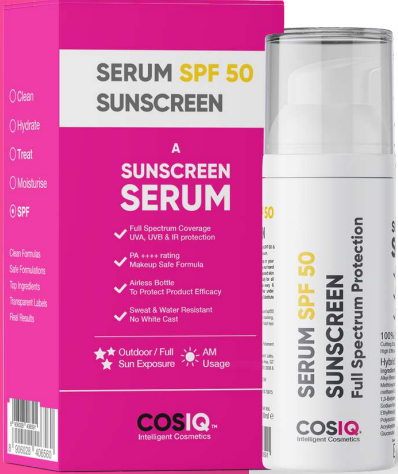 Clean
Hydrate
Treat
Moisturise
SPF
Clean Formulas
Safe Formulations
Top Ingredients
Transparent Labels
Real Results
SERUM SPF 50
SUNSCREEN
A
SUNSCREEN
SERUM
Full Spectrum Coverage
UVA, UVB & IR protection
PA ++++ rating
Makeup Safe Formula
Airless Bottle
To Protect Product Efficacy
Sweat & Water Resistant
No White Cast
Outdoor / Full
Sun Exposure
AM
Usage
COSIQ™
Intelligent Cosmetics
SERUM SPF 50
SUNSCREEN
Full Spectrum Protection
COSIQ
Intelligent Cosmetics
50
100%